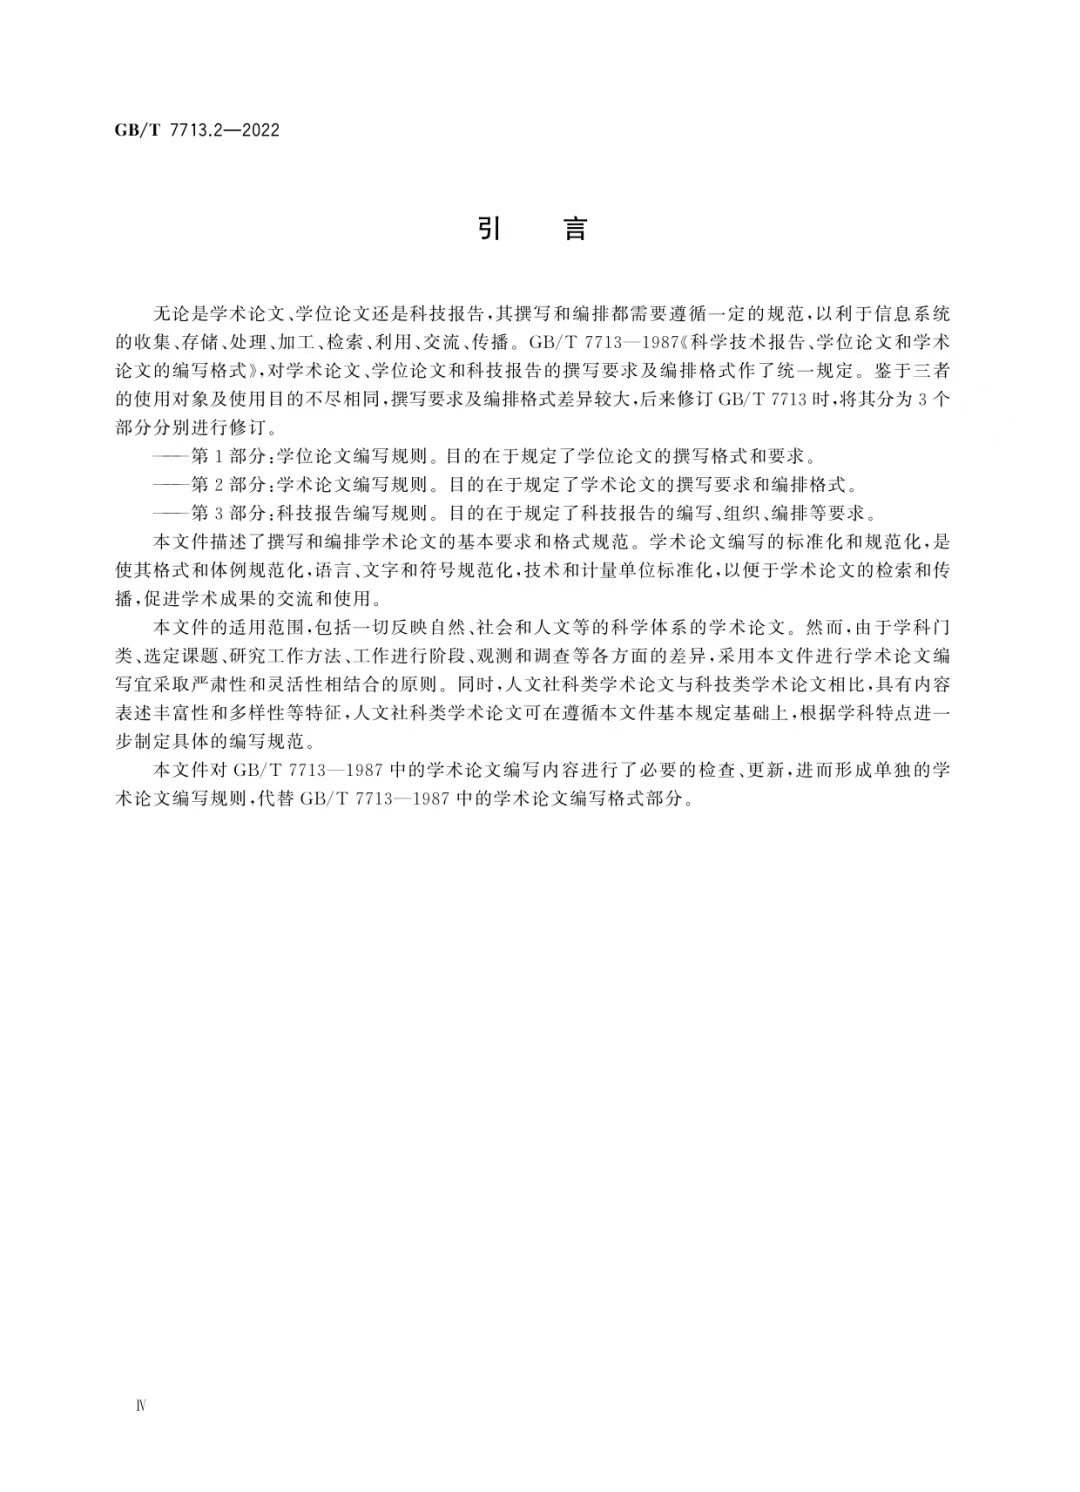 GB/T 7713.2—2022
引 言
无论是学术论文、学位论文还是科技报告，其撰写和编排都需要遵循一定的规范，以利于信息系统
的收集、存储、处理、加工、检索、利用、交流、传播。GB/T 7713—1987《科学技术报告、学位论文和学术
论文的编写格式》，对学术论文、学位论文和科技报告的撰写要求及编排格式作了统一规定。鉴于三者
的使用对象及使用目的不尽相同，撰写要求及编排格式差异较大，后来修订 GB/T 7713 时，将其分为 3 个
部分分别进行修订。
——第 1 部分：学位论文编写规则。目的在于规定了学位论文的撰写格式和要求。
——第 2 部分：学术论文编写规则。目的在于规定了学术论文的撰写要求和编排格式。
——第 3 部分：科技报告编写规则。目的在于规定了科技报告的编写、组织、编排等要求。
本文件描述了撰写和编排学术论文的基本要求和格式规范。学术论文编写的标准化和规范化，是
使其格式和体例规范化，语言、文字和符号规范化，技术和计量单位标准化，以便于学术论文的检索和传
播，促进学术成果的交流和使用。
本文件的适用范围，包括一切反映自然、社会和人文等的科学体系的学术论文。然而，由于学科门
类、选定课题、研究工作方法、工作进行阶段、观测和调查等各方面的差异，采用本文件进行学术论文编
写宜采取严肃性和灵活性相结合的原则。同时，人文社科类学术论文与科技类学术论文相比，具有内容
表述丰富性和多样性等特征，人文社科类学术论文可在遵循本文件基本规定基础上，根据学科特点进一
步制定具体的编写规范。
本文件对 GB/T 7713—1987 中的学术论文编写内容进行了必要的检查、更新，进而形成单独的学
术论文编写规则，代替 GB/T 7713—1987 中的学术论文编写格式部分。
Ⅳ